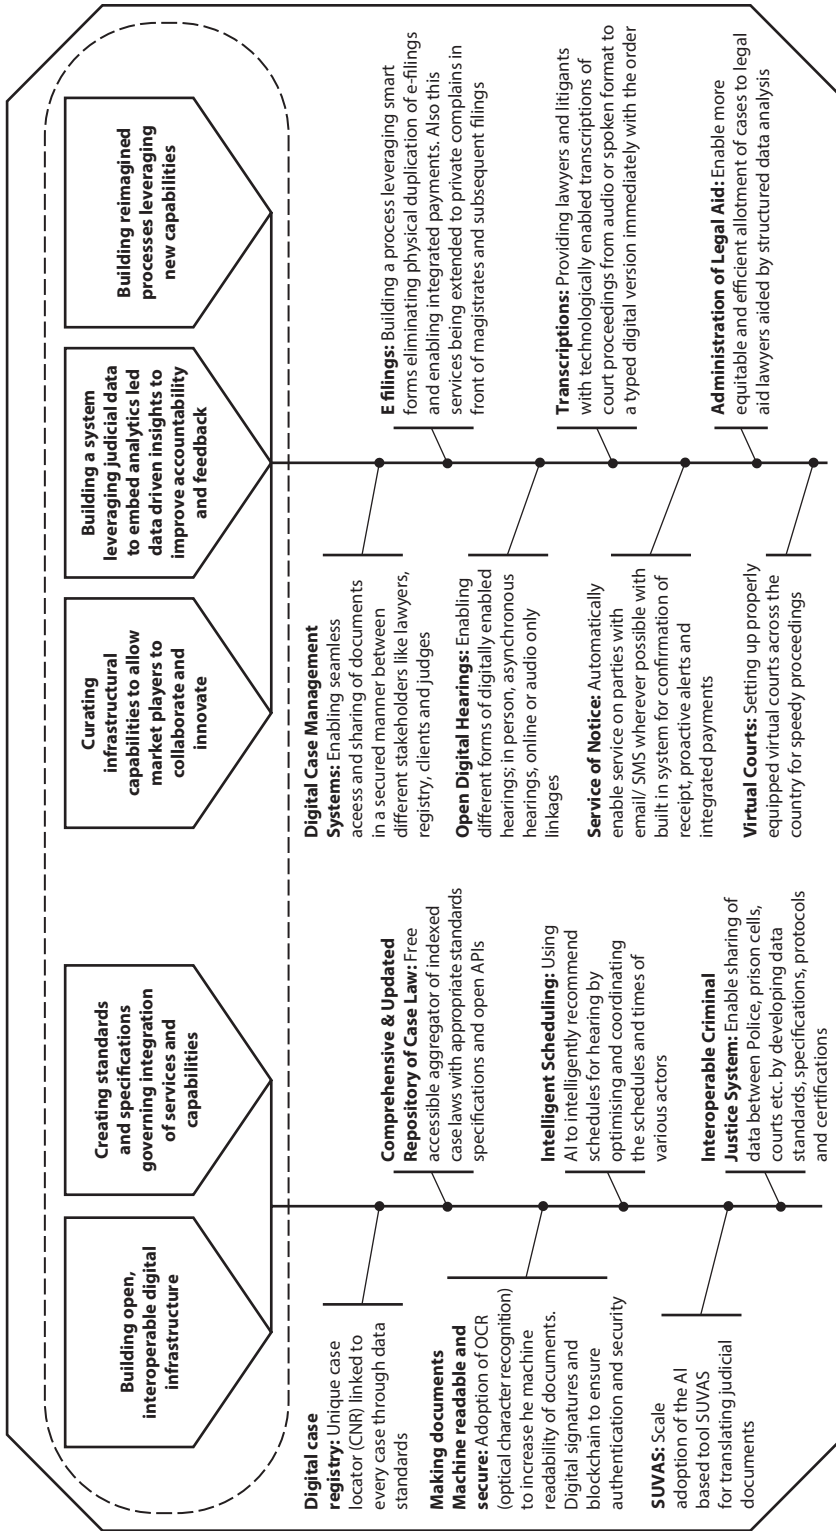 Building open,
interoperable digital
infrastructure
Creating standards
and specifications
governing integration
of services and
capabilities
Curating
infrastructural
capabilities to allow
market players to
collaborate and
innovate
Building a system
leveraging judicial data
to embed analytics led
data driven insights to
improve accountability
and feedback
Building reimagined
processes leveraging
new capabilities
Digital case
registry: Unique case
locator (CNR) linked to
every case through data
standards
Comprehensive & Updated
Repository of Case Law: Free
accessible aggregator of indexed
case laws with appropriate standards
specifications and open APIs
Making documents
Machine readable and
secure: Adoption of OCR
(optical character recognition)
to increase he machine
readability of documents.
Digital signatures and
blockchain to ensure
authentication and security
Intelligent Scheduling: Using
AI to intelligently recommend
schedules for hearing by
optimising and coordinating
the schedules and times of
various actors
SUVAS: Scale
adoption of the AI
based tool SUVAS
for translating judicial
documents
Interoperable Criminal
Justice System: Enable sharing of
data between Police, prison cells,
courts etc. by developing data
standards, specifications, protocols
and certifications
Digital Case Management
Systems: Enabling seamless
aceess and sharing of documents
in a secured manner between
different stakeholders like lawyers,
registry, clients and judges
E filings: Building a process leveraging smart
forms eliminating physical duplication of e-filings
and enabling integrated payments. Also this
services being extended to private complains in
front of magistrates and subsequent filings
Open Digital Hearings: Enabling
different forms of digitally enabled
hearings; in person, asynchronous
hearings, online or audio only
linkages
Transcriptions: Providing lawyers and litigants
with technologically enabled transcriptions of
court proceedings from audio or spoken format to
a typed digital version immediately with the order
Service of Notice: Automatically
enable service on parties with
email/ SMS wherever possible with
built in system for confirmation of
receipt, proactive alerts and
integrated payments
Administration of Legal Aid: Enable more
equitable and efficient allotment of cases to legal
aid lawyers aided by structured data analysis
Virtual Courts: Setting up properly
equipped virtual courts across the
country for speedy proceedings